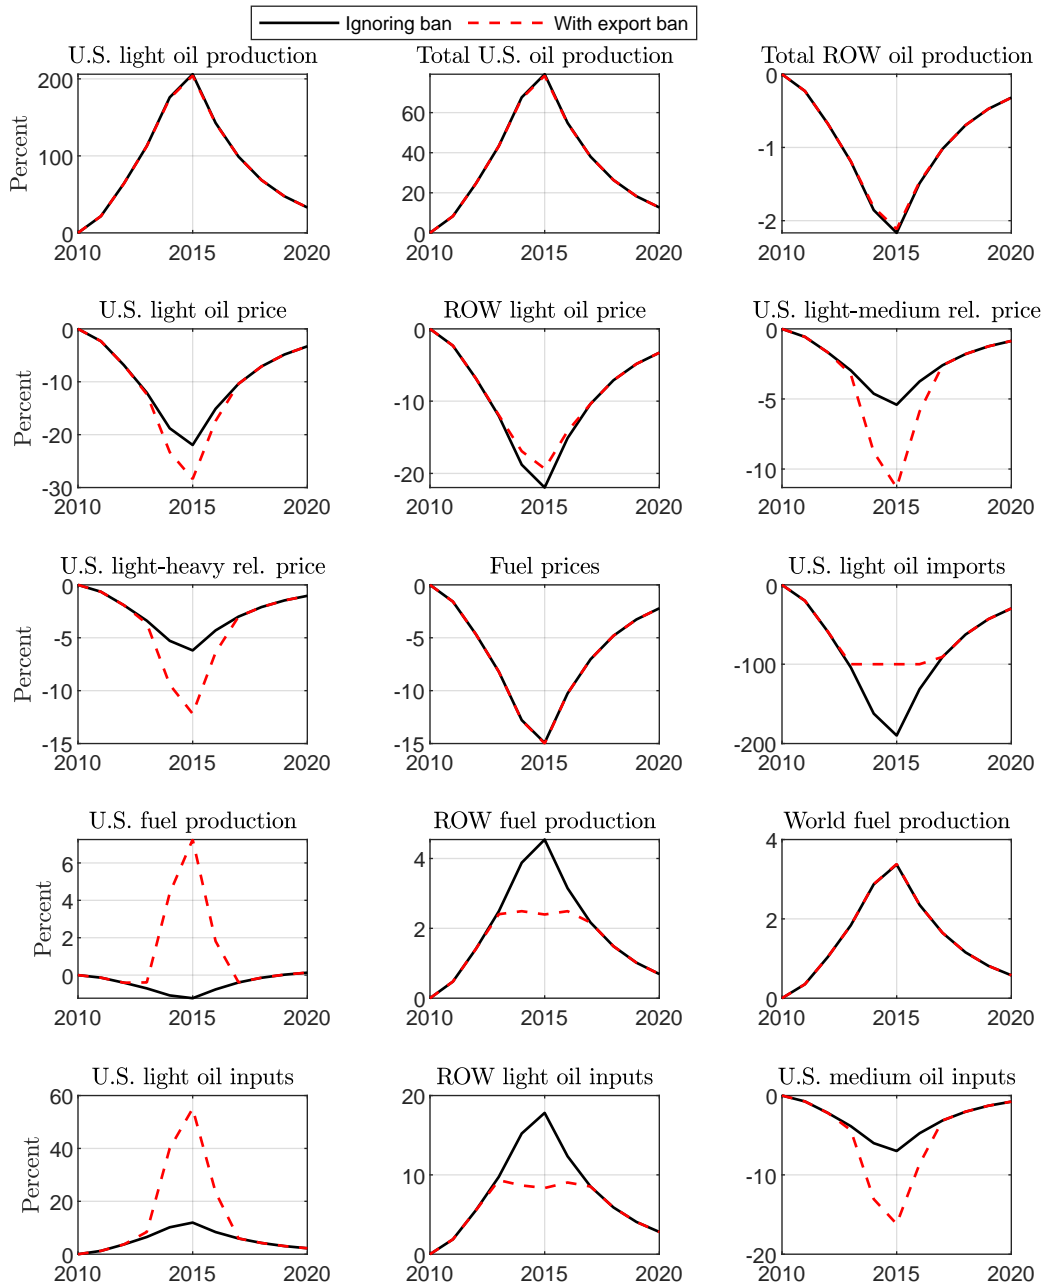 Ignoring ban With export ban
U.S. light oil production Total U.S. oil production Total ROW oil production
Percent
200
100
0
2010 2015 2020
60
40
20
0
2010 2015 2020
0
-1
-2
2010 2015 2020
U.S. light oil price ROW light oil price U.S. light-medium rel. price
Percent
0
-10
-20
-30
2010 2015 2020
0
-10
-20
2010 2015 2020
0
-5
-10
2010 2015 2020
U.S. light-heavy rel. price Fuel prices U.S. light oil imports
Percent
0
-5
-10
-15
2010 2015 2020
0
-5
-10
-15
2010 2015 2020
0
-100
-200
2010 2015 2020
U.S. fuel production ROW fuel production World fuel production
Percent
6
4
2
0
2010 2015 2020
4
2
0
2010 2015 2020
4
2
0
2010 2015 2020
U.S. light oil inputs ROW light oil inputs U.S. medium oil inputs
Percent
60
40
20
0
2010 2015 2020
20
10
0
2010 2015 2020
0
-10
-20
2010 2015 2020